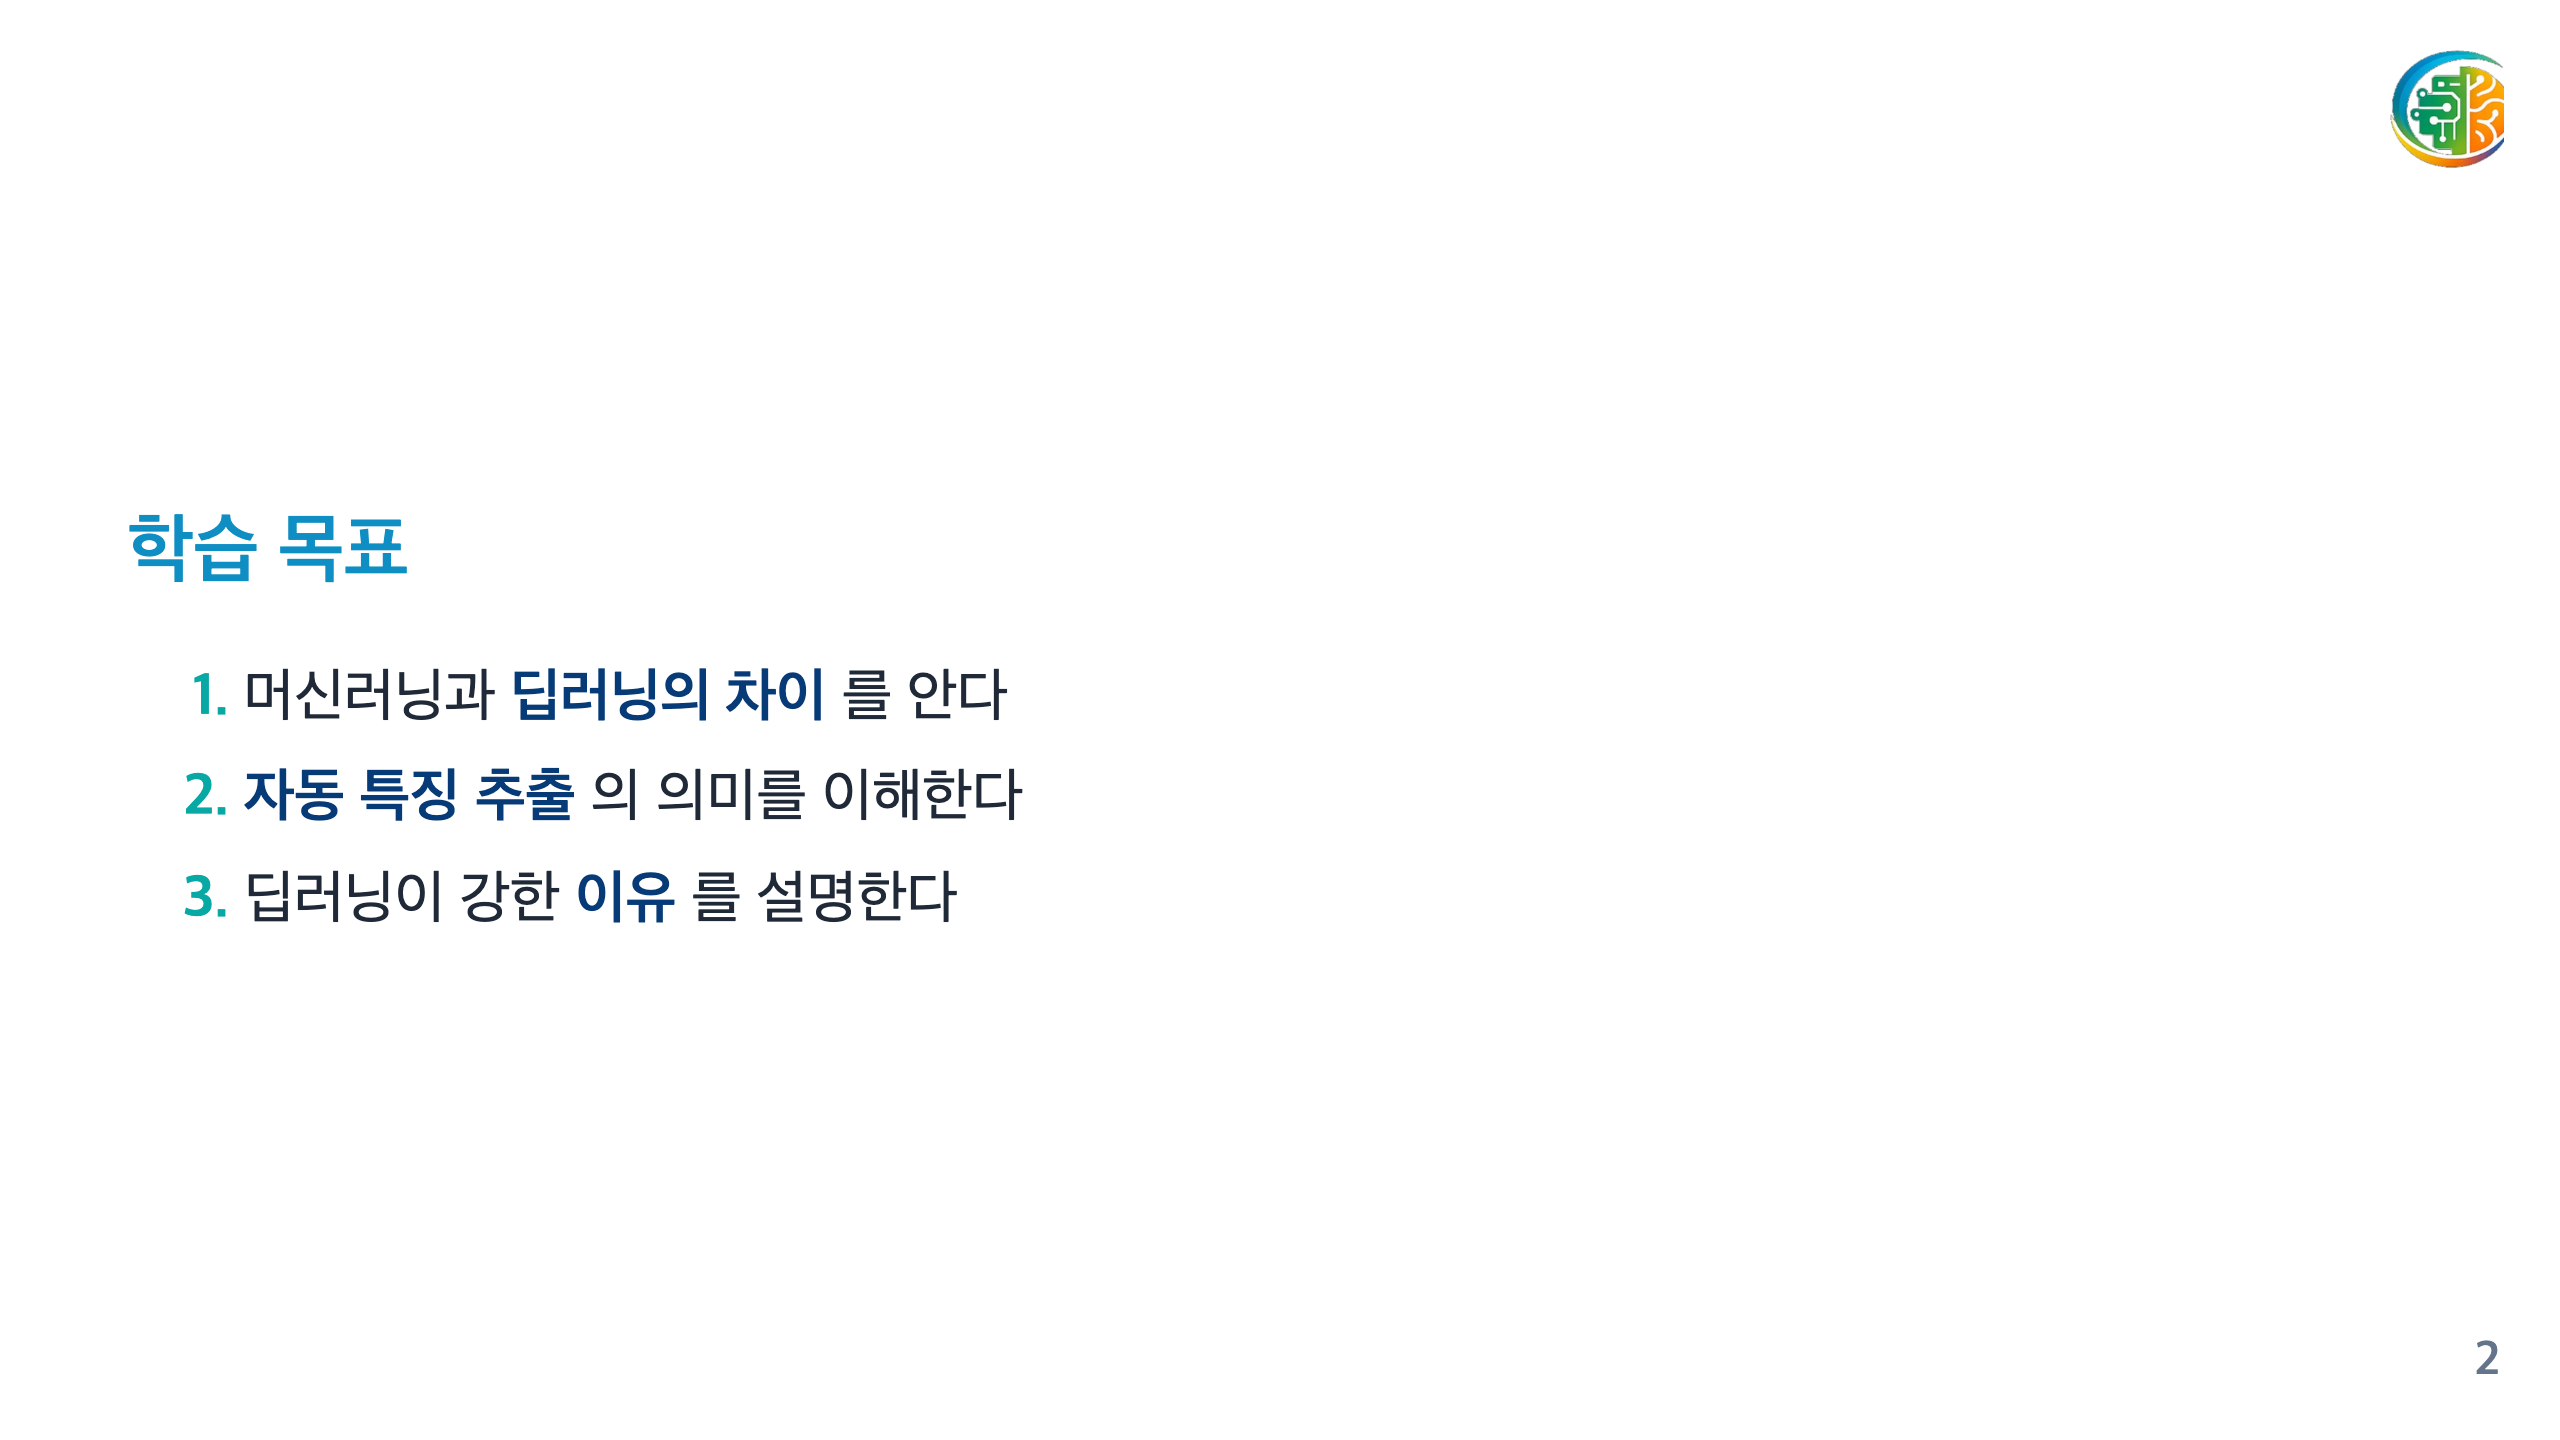 학습 목표
1. 머신러닝과 딥러닝의 차이 를 안다
2. 자동 특징 추출 의 의미를 이해한다
3. 딥러닝이 강한 이유 를 설명한다
2